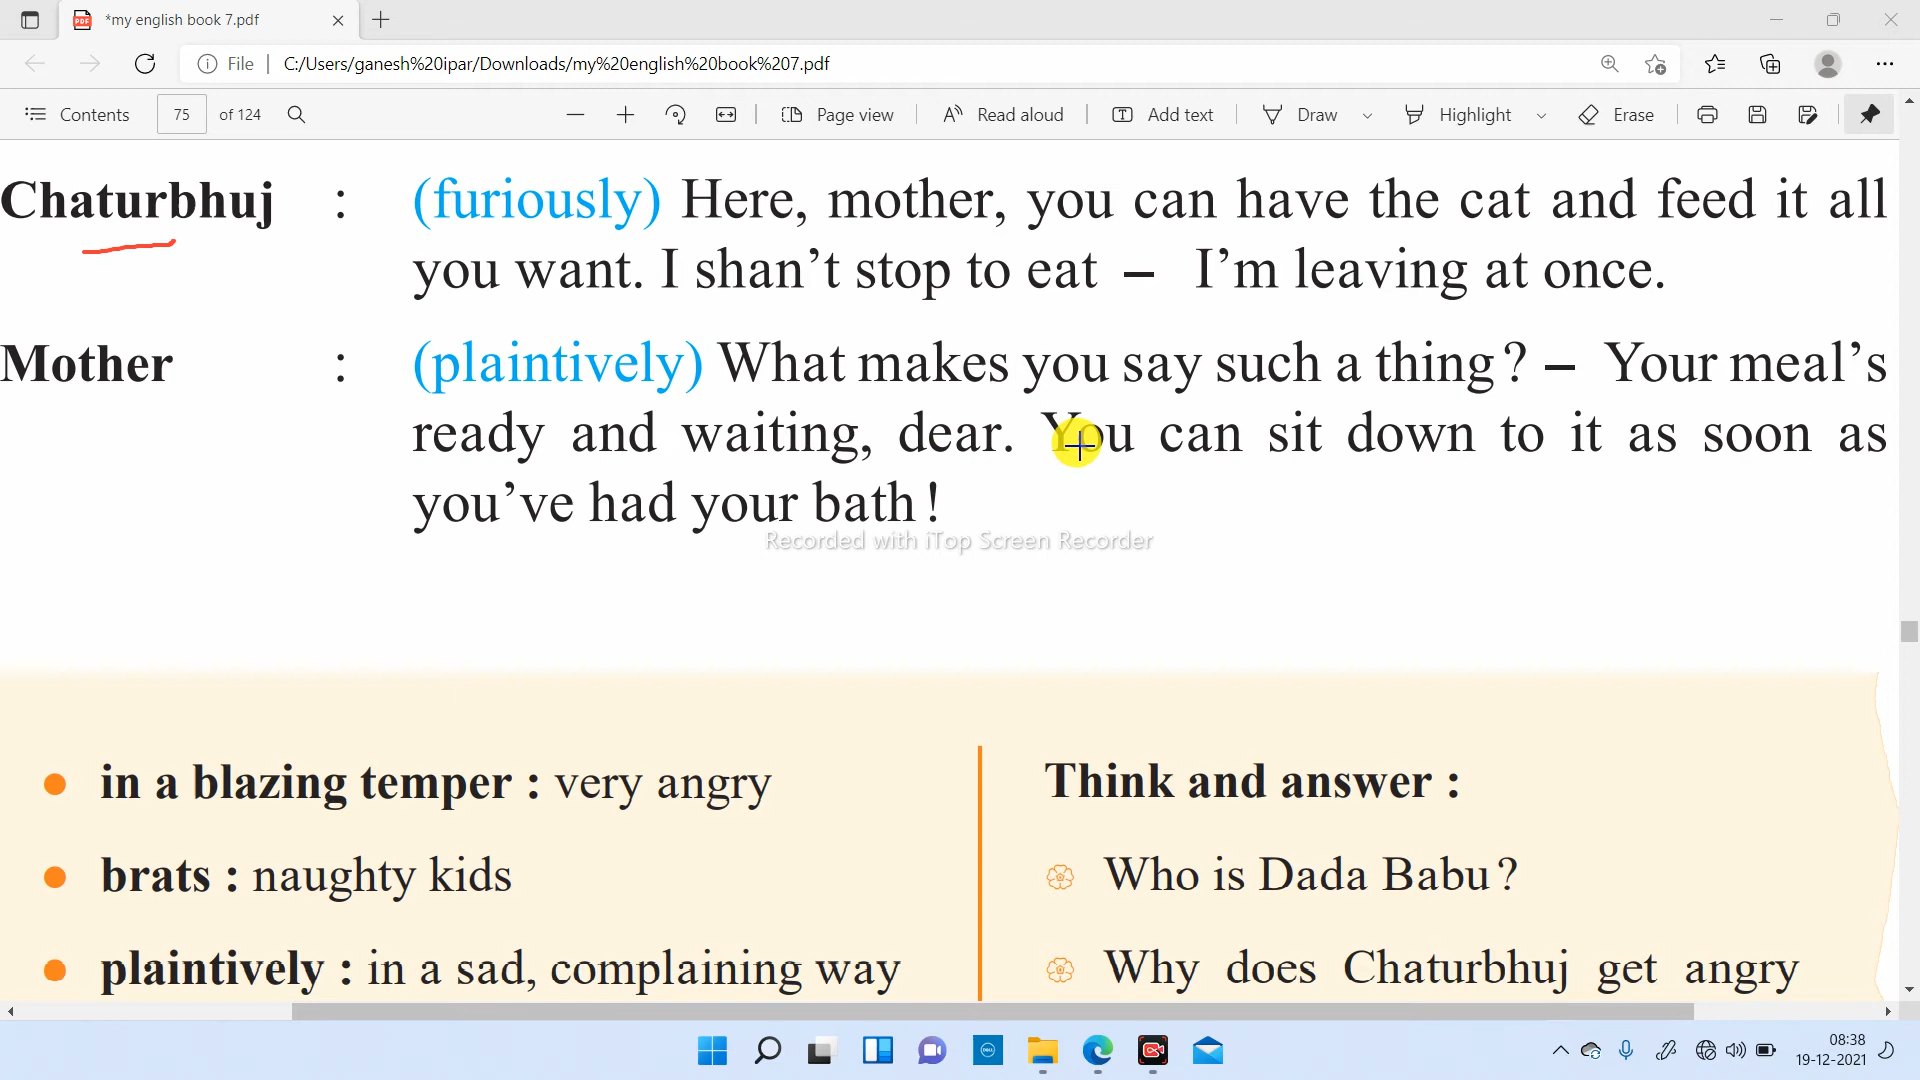 *my english book 7.pdf
File
C:/Users/ganesh%20ipar/Downloads/my%20english%20book%207.pdf
Contents 75 of 124 Page view Read aloud Add text Draw Highlight Erase
Chaturbhuj : (furiously) Here, mother, you can have the cat and feed it all
you want. I shan’t stop to eat – I’m leaving at once.
Mother : (plaintively) What makes you say such a thing? – Your meal’s
ready and waiting, dear. You can sit down to it as soon as
you’ve had your bath!
Recorded with iTop Screen Recorder
in a blazing temper : very angry
brats : naughty kids
plaintively : in a sad, complaining way
Think and answer :
Who is Dada Babu?
Why does Chaturbhuj get angry
08:38
19-12-2021